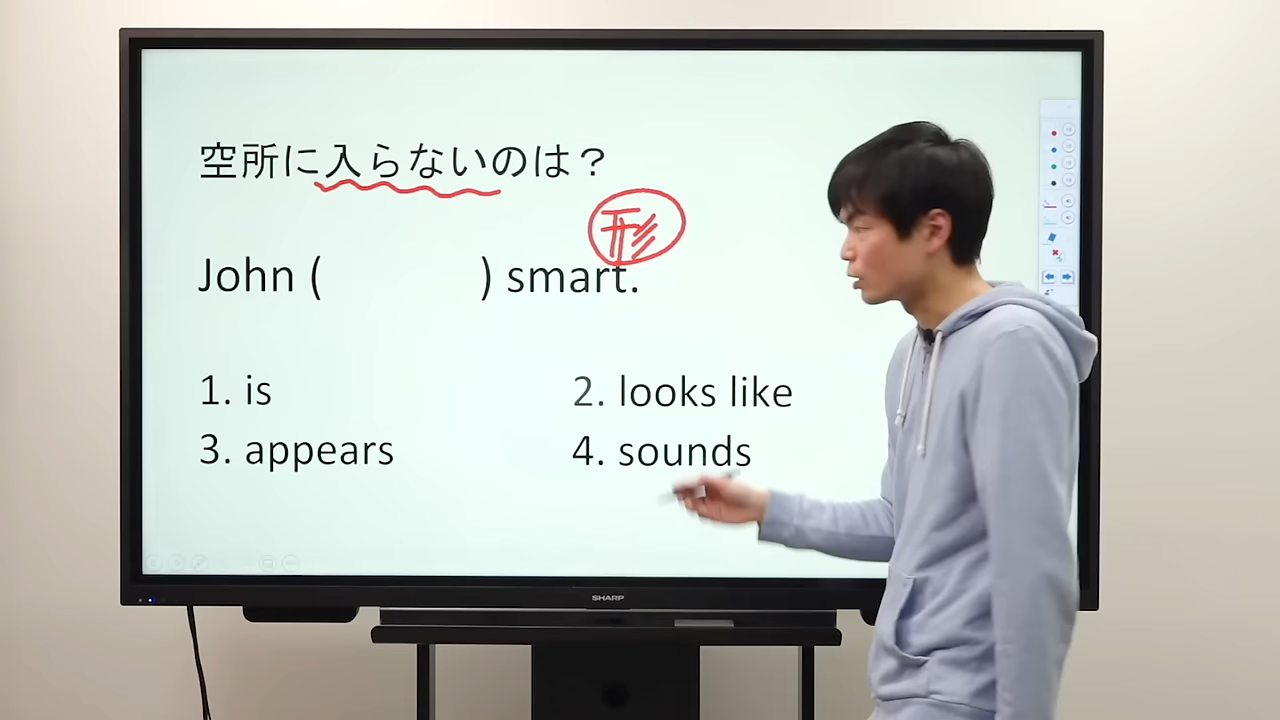 空所に入らないのは？
形
John ( ) smart.
1. is
2. looks like
3. appears
4. sounds
SHARP